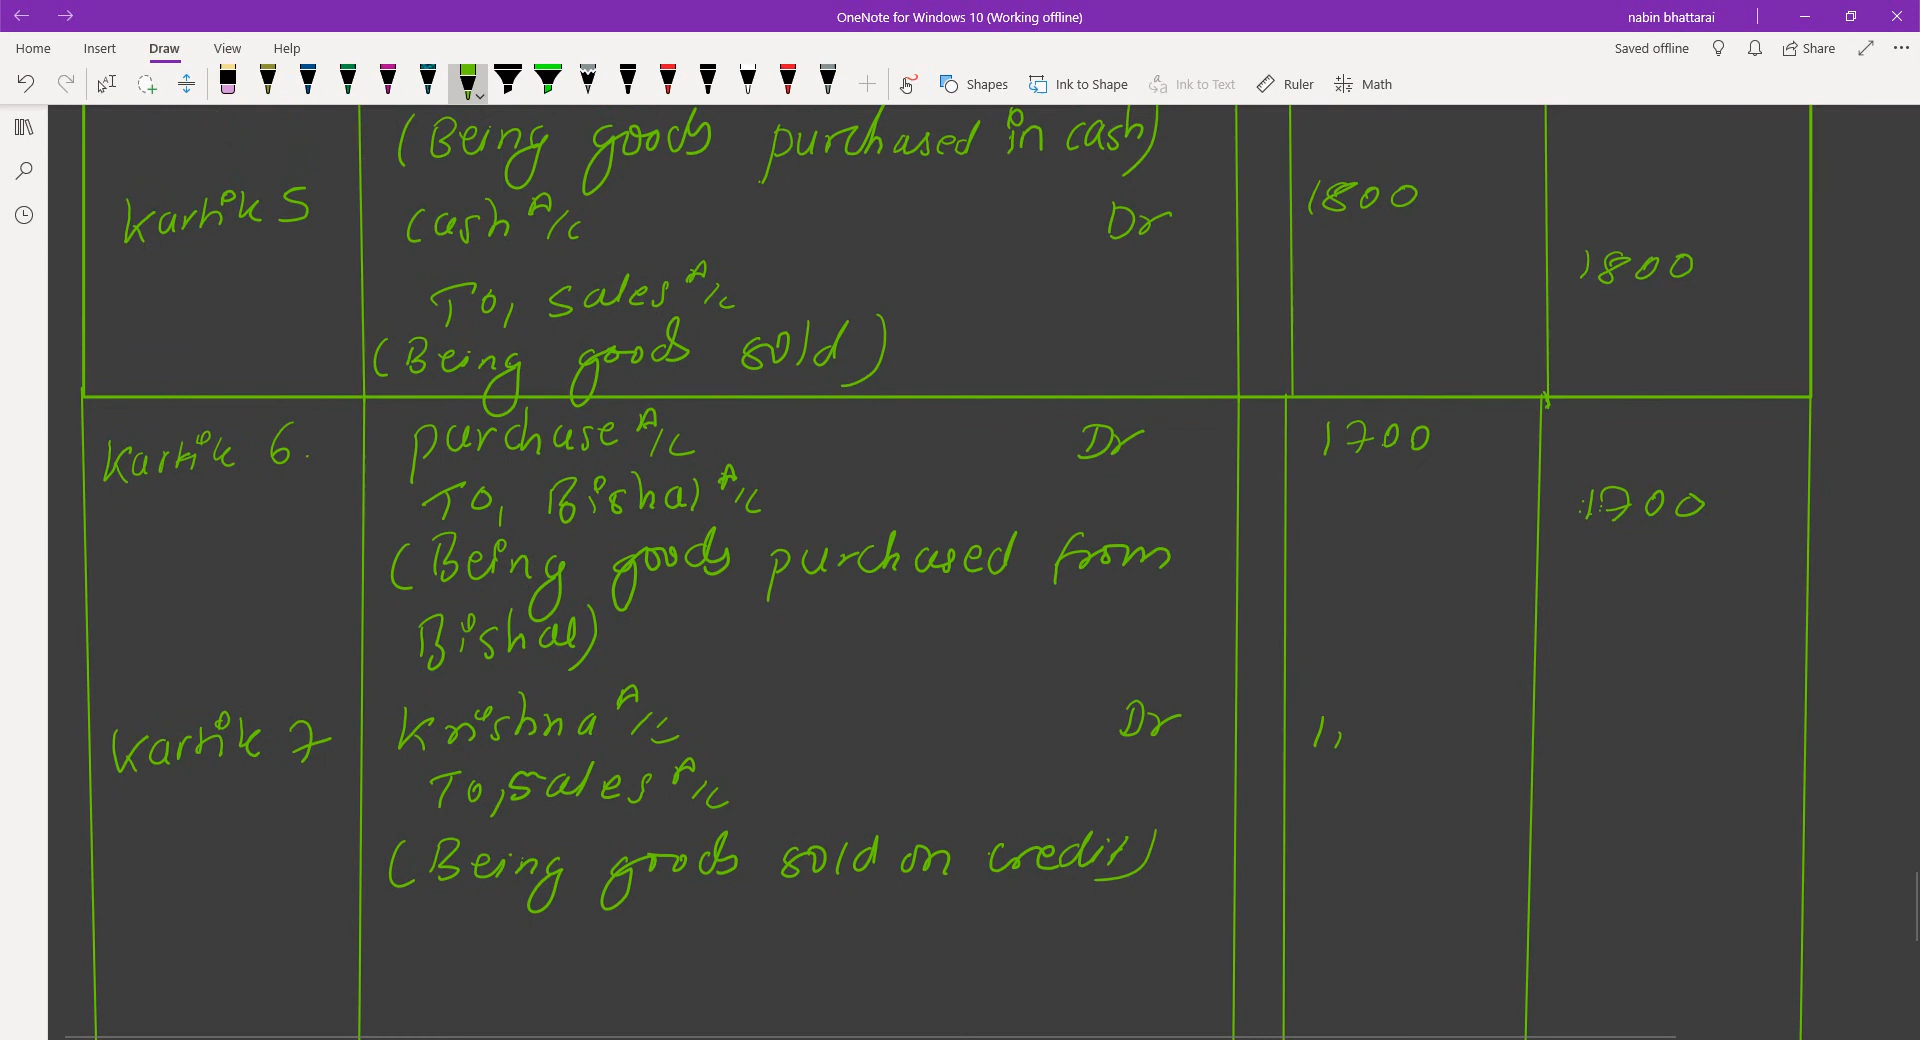 OneNote for Windows 10 (Working offline)
nabin bhattarai
Home Insert Draw View Help
Saved offline Share
Shapes Ink to Shape Ink to Text Ruler Math
(Being goods purchased in cash)
Kartik 5 Cash A/c Dr 1800
To, Sales A/c 1800
(Being goods sold)
Kartik 6. purchase A/c Dr 1700
To, Bishal A/c 1700
(Being goods purchased from
Bishal)
Kartik 7 Krishna A/c Dr 1,
To, Sales A/c
(Being goods sold on credit)